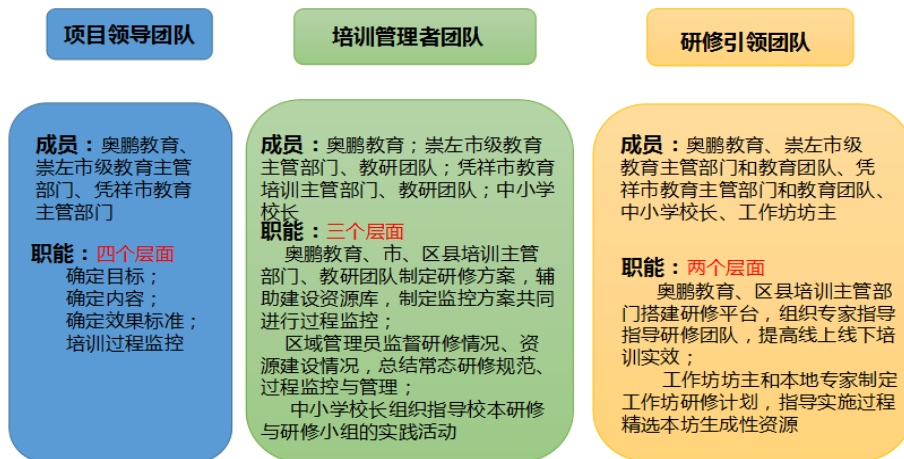 项目领导团队
成员：奥鹏教育、
崇左市级教育主管
部门、凭祥市教育
主管部门
职能：四个层面
确定目标；
确定内容；
确定效果标准；
培训过程监控
培训管理者团队
成员：奥鹏教育；崇左市级教育
主管部门、教研团队；凭祥市教育
培训主管部门、教研团队；中小学
校长
职能：三个层面
奥鹏教育、市、区县培训主管
部门、教研团队制定研修方案，辅
助建设资源库，制定监控方案共同
进行过程监控；
区域管理员监督研修情况、资
源建设情况，总结常态研修规范、
过程监控与管理；
中小学校长组织指导校本研修
与研修小组的实践活动
研修引领团队
成员：奥鹏教育、崇左市级
教育主管部门和教育团队、凭
祥市教育主管部门和教育团队、
中小学校长、工作坊坊主
职能：两个层面
奥鹏教育、区县培训主管部
门搭建研修平台，组织专家指导
指导研修团队，提高线上线下培
训实效；
工作坊坊主和本地专家制定
工作坊研修计划，指导实施过程
精选本坊生成性资源